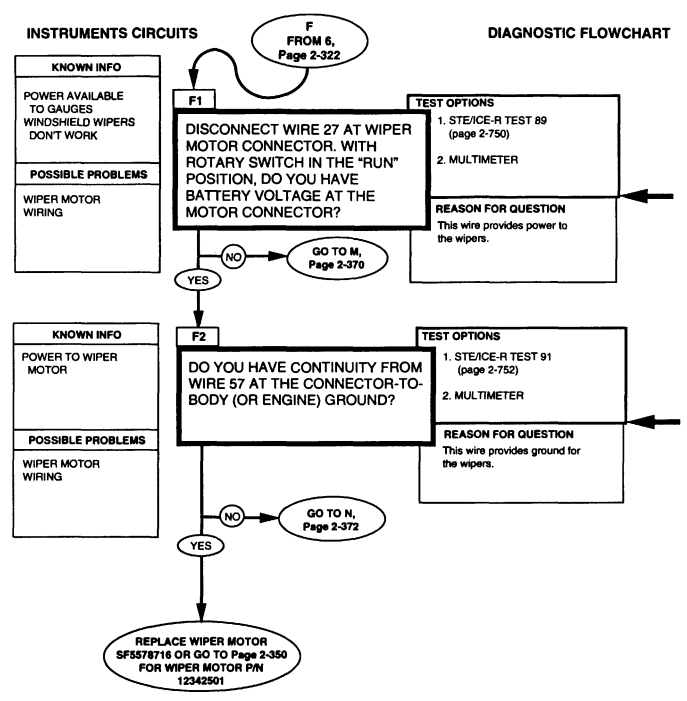 INSTRUMENTS CIRCUITS
DIAGNOSTIC FLOWCHART
F
FROM 6,
Page 2-322
KNOWN INFO
POWER AVAILABLE
TO GAUGES
WINDSHIELD WIPERS
DON'T WORK
POSSIBLE PROBLEMS
WIPER MOTOR
WIRING
F1
DISCONNECT WIRE 27 AT WIPER
MOTOR CONNECTOR. WITH
ROTARY SWITCH IN THE “RUN”
POSITION, DO YOU HAVE
BATTERY VOLTAGE AT THE
MOTOR CONNECTOR?
TEST OPTIONS
1. STE/ICE-R TEST 89
(page 2-750)
2. MULTIMETER
REASON FOR QUESTION
This wire provides power to
the wipers.
NO
GO TO M,
Page 2-370
YES
KNOWN INFO
POWER TO WIPER
MOTOR
POSSIBLE PROBLEMS
WIPER MOTOR
WIRING
F2
DO YOU HAVE CONTINUITY FROM
WIRE 57 AT THE CONNECTOR-TO-
BODY (OR ENGINE) GROUND?
TEST OPTIONS
1. STE/ICE-R TEST 91
(page 2-752)
2. MULTIMETER
REASON FOR QUESTION
This wire provides ground for
the wipers.
NO
GO TO N,
Page 2-372
YES
REPLACE WIPER MOTOR
SF5578716 OR GO TO Page 2-350
FOR WIPER MOTOR P/N
12342501